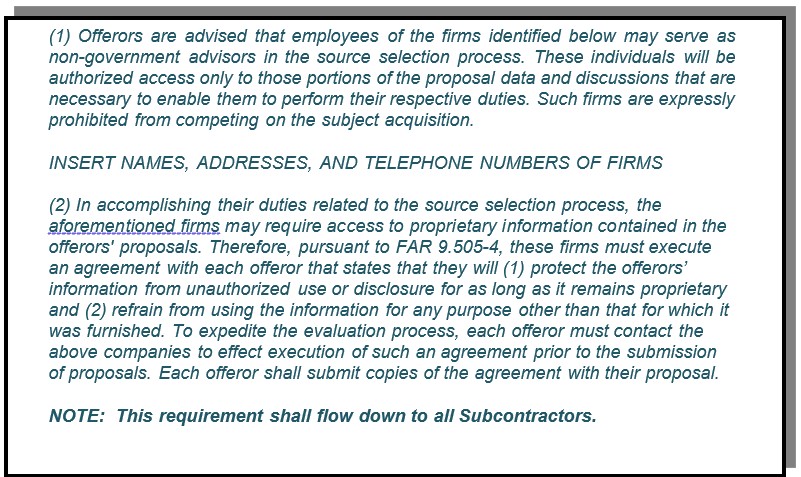 (1) Offerors are advised that employees of the firms identified below may serve as
non-government advisors in the source selection process. These individuals will be
authorized access only to those portions of the proposal data and discussions that are
necessary to enable them to perform their respective duties. Such firms are expressly
prohibited from competing on the subject acquisition.
INSERT NAMES, ADDRESSES, AND TELEPHONE NUMBERS OF FIRMS
(2) In accomplishing their duties related to the source selection process, the
aforementioned firms may require access to proprietary information contained in the
offerors' proposals. Therefore, pursuant to FAR 9.505-4, these firms must execute
an agreement with each offeror that states that they will (1) protect the offerors’
information from unauthorized use or disclosure for as long as it remains proprietary
and (2) refrain from using the information for any purpose other than that for which it
was furnished. To expedite the evaluation process, each offeror must contact the
above companies to effect execution of such an agreement prior to the submission
of proposals. Each offeror shall submit copies of the agreement with their proposal.
NOTE: This requirement shall flow down to all Subcontractors.